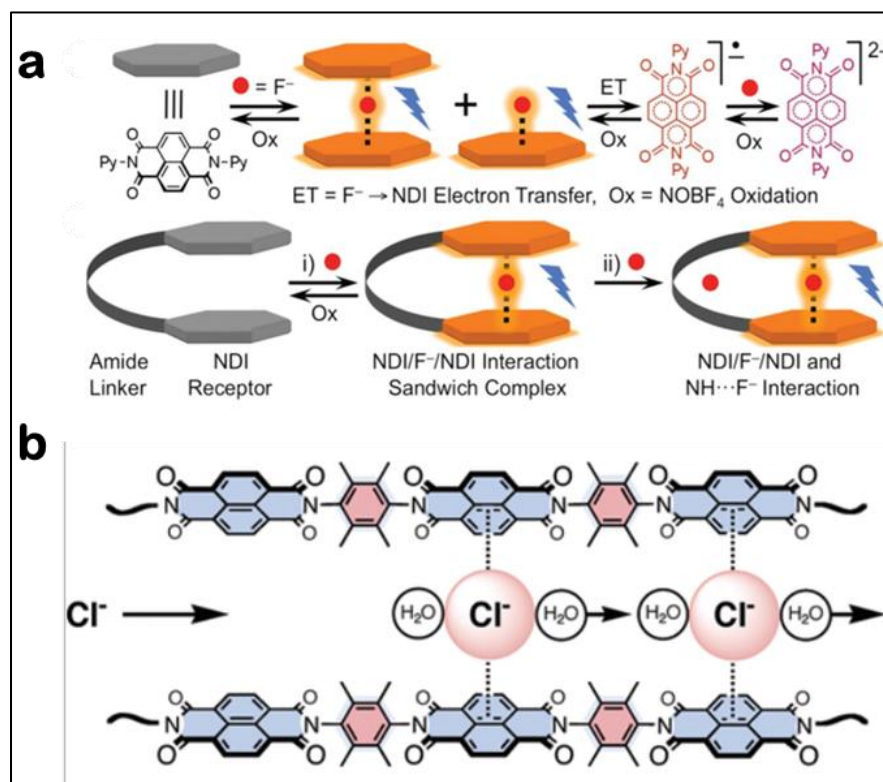 a
= F⁻
Ox
Py–N
N–Py
O
O
O
O
+
ET
Ox
Py
O N O
O N O
Py
•−
Ox
Py
O N O
O N O
Py
2-
ET = F⁻ → NDI Electron Transfer, Ox = NOBF₄ Oxidation
i)
Ox
ii)
Amide
Linker
NDI
Receptor
NDI/F⁻/NDI Interaction
Sandwich Complex
NDI/F⁻/NDI and
NH···F⁻ Interaction
b
O O O O O O
N N N N N N
O O O O O O
Cl⁻
H₂O
Cl⁻
H₂O
H₂O
Cl⁻
H₂O
O O O O O O
N N N N N N
O O O O O O